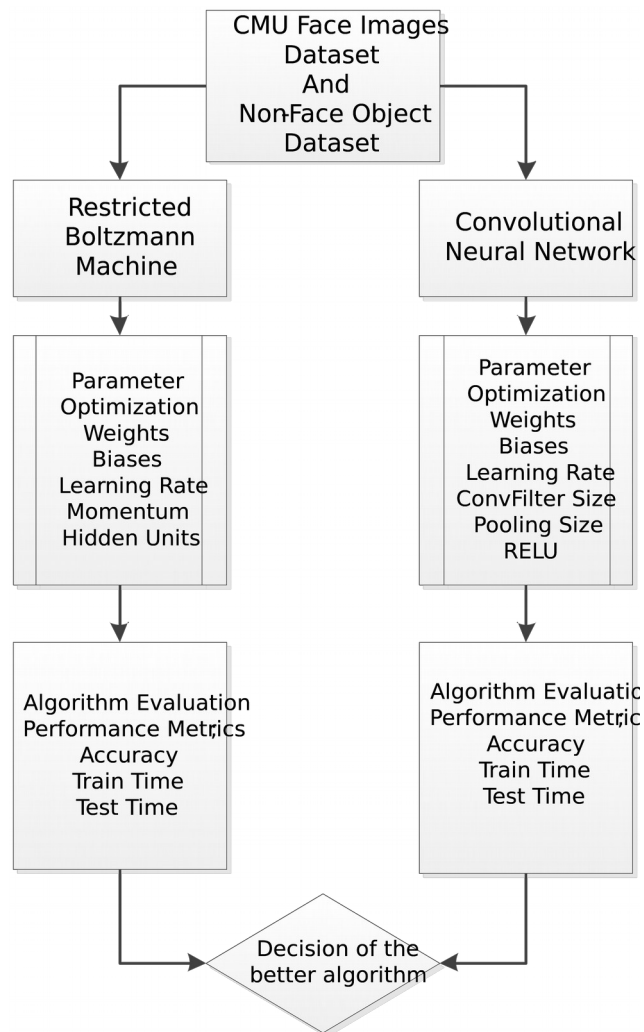 CMU Face Images
Dataset
And
Non-Face Object
Dataset
Restricted
Boltzmann
Machine
Convolutional
Neural Network
Parameter
Optimization
Weights
Biases
Learning Rate
Momentum
Hidden Units
Parameter
Optimization
Weights
Biases
Learning Rate
ConvFilter Size
Pooling Size
RELU
Algorithm Evaluation
Performance Metrics;
Accuracy
Train Time
Test Time
Algorithm Evaluatio
Performance Metric;
Accuracy
Train Time
Test Time
Decision of the
better algorithm